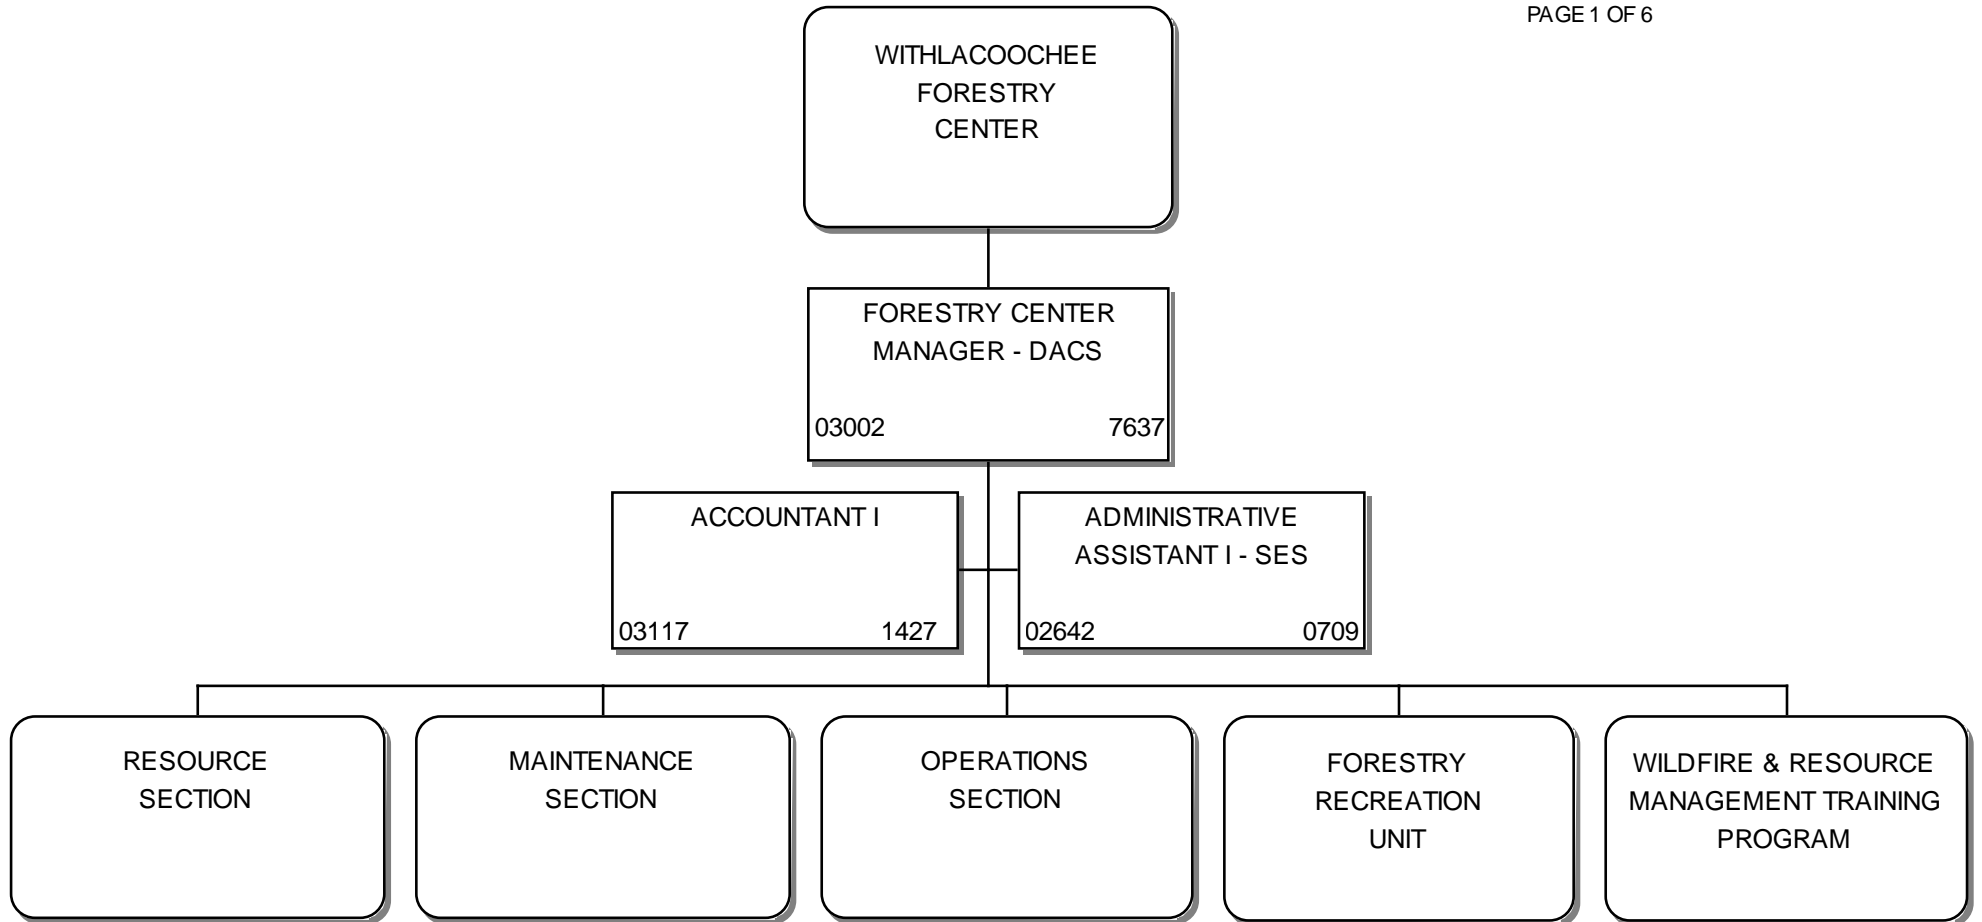 PAGE 1 OF 6
WITHLACOOCHEE
FORESTRY
CENTER
FORESTRY CENTER
MANAGER - DACS
03002 7637
ACCOUNTANT I
03117 1427
ADMINISTRATIVE
ASSISTANT I - SES
02642 0709
RESOURCE
SECTION
MAINTENANCE
SECTION
OPERATIONS
SECTION
FORESTRY
RECREATION
UNIT
WILDFIRE & RESOURCE
MANAGEMENT TRAINING
PROGRAM